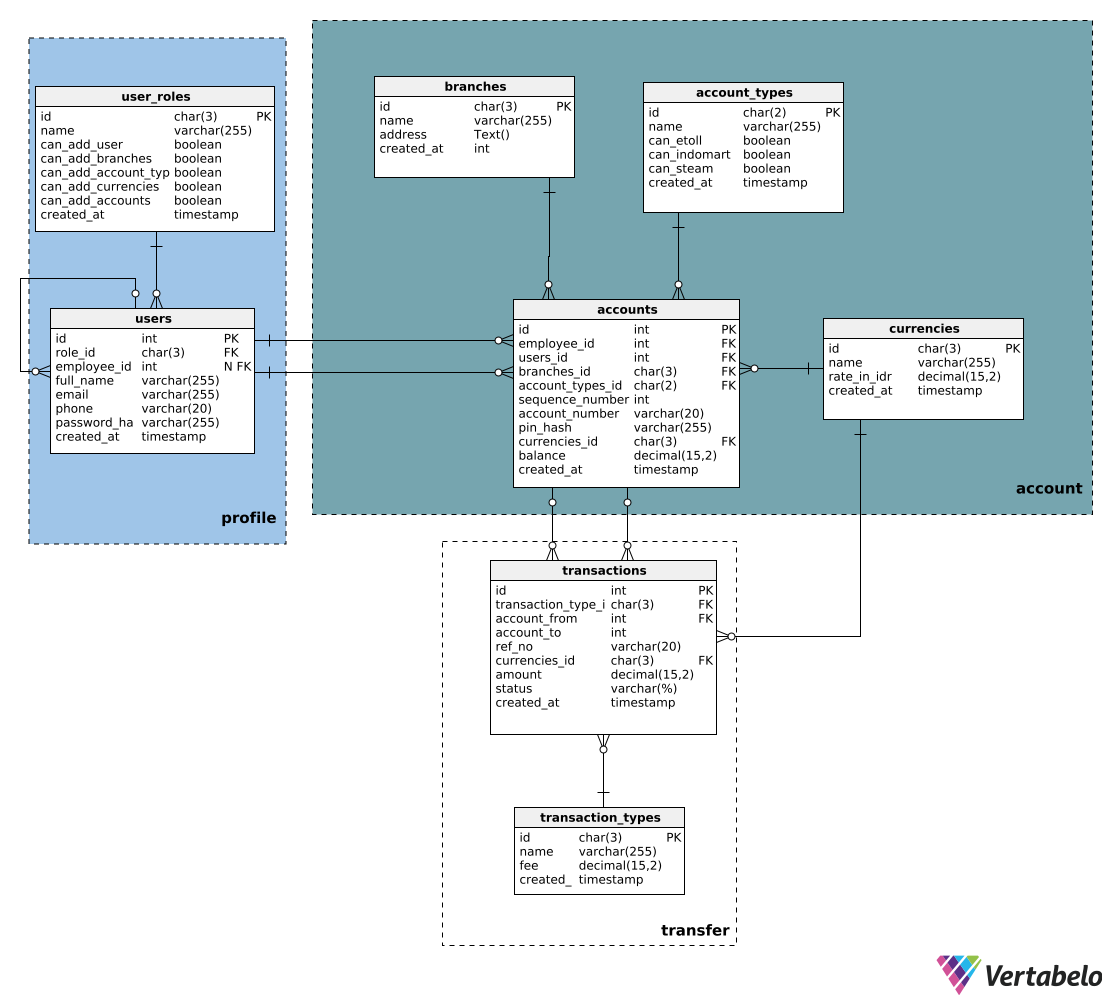 user_roles
id char(3) PK
name varchar(255)
can_add_user boolean
can_add_branches boolean
can_add_account_typ boolean
can_add_currencies boolean
can_add_accounts boolean
created_at timestamp
users
id int PK
role_id char(3) FK
employee_id int N FK
full_name varchar(255)
email varchar(255)
phone varchar(20)
password_ha varchar(255)
created_at timestamp
profile
branches
id char(3) PK
name varchar(255)
address Text()
created_at int
account_types
id char(2) PK
name varchar(255)
can_etoll boolean
can_indomart boolean
can_steam boolean
created_at timestamp
accounts
id int PK
employee_id int FK
users_id int FK
branches_id char(3) FK
account_types_id char(2) FK
sequence_number int
account_number varchar(20)
pin_hash varchar(255)
currencies_id char(3) FK
balance decimal(15,2)
created_at timestamp
currencies
id char(3) PK
name varchar(255)
rate_in_idr decimal(15,2)
created_at timestamp
account
transactions
id int PK
transaction_type_i char(3) FK
account_from int FK
account_to int
ref_no varchar(20)
currencies_id char(3) FK
amount decimal(15,2)
status varchar(%)
created_at timestamp
transaction_types
id char(3) PK
name varchar(255)
fee decimal(15,2)
created_ timestamp
transfer
Vertabelo